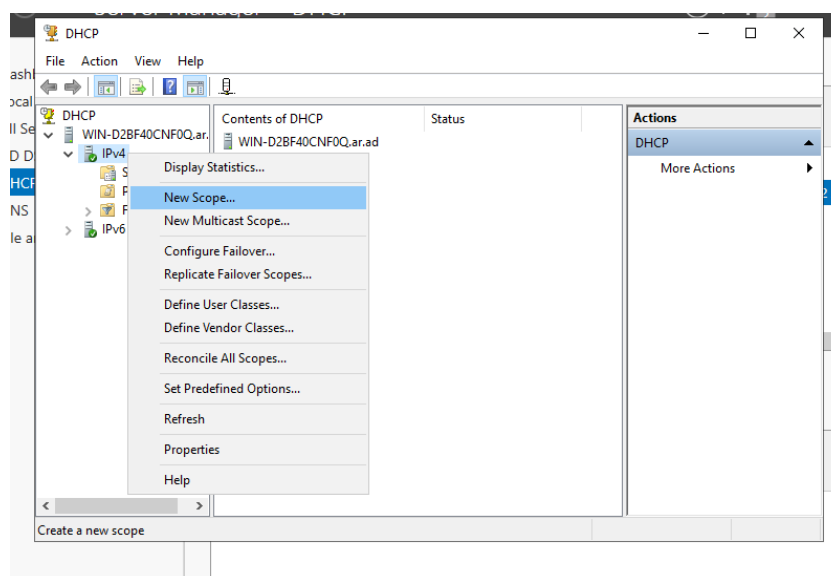 DHCP
File Action View Help
DHCP
WIN-D2BF40CNF0Q.ar.
IPv4
IPv6
Contents of DHCP Status
WIN-D2BF40CNF0Q.ar.ad
Actions
DHCP
More Actions
Display Statistics...
New Scope...
New Multicast Scope...
Configure Failover...
Replicate Failover Scopes...
Define User Classes...
Define Vendor Classes...
Reconcile All Scopes...
Set Predefined Options...
Refresh
Properties
Help
Create a new scope